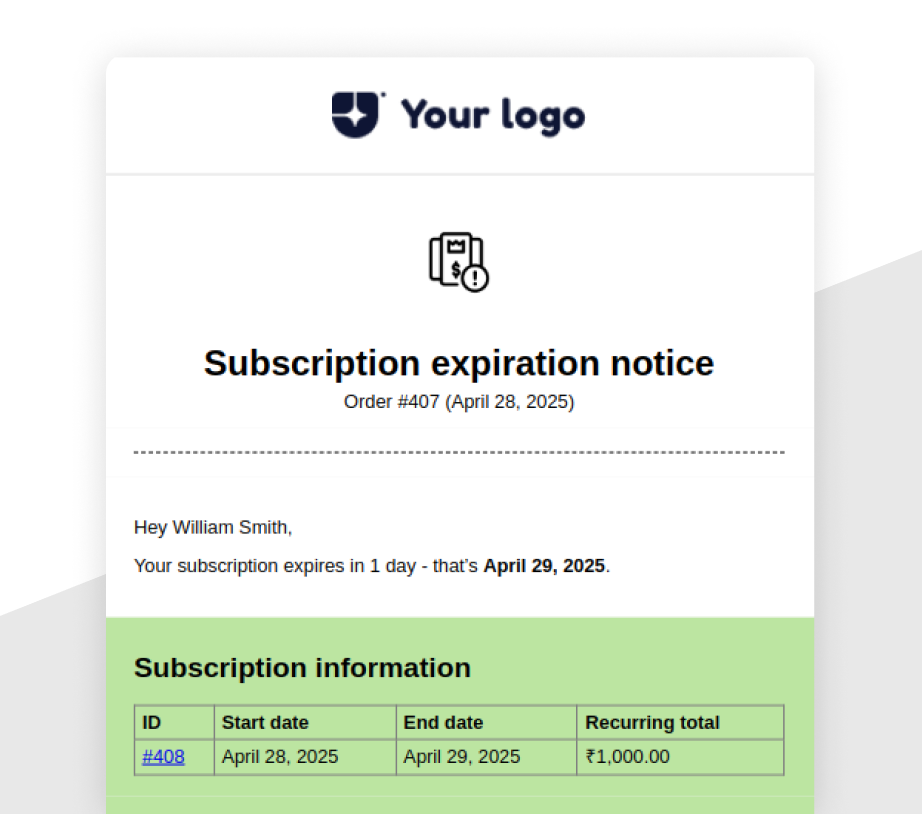 Your logo
$
Subscription expiration notice
Order #407 (April 28, 2025)
Hey William Smith,
Your subscription expires in 1 day - that’s April 29, 2025.
Subscription information
ID Start date End date Recurring total
#408 April 28, 2025 April 29, 2025 ₹1,000.00